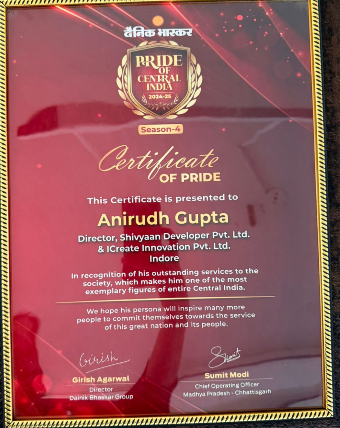 दैनिक भास्कर
PRIDE
OF
CENTRAL
INDIA
2024-25
Season-4
Certificate
OF PRIDE
This Certificate is presented to
Anirudh Gupta
Director, Shivyaan Developer Pvt. Ltd.
& ICreate Innovation Pvt. Ltd.
Indore
In recognition of his outstanding services to the
society, which makes him one of the most
exemplary figures of entire Central India.
We hope his persona will inspire many more
people to commit themselves towards the service
of this great nation and its people.
Girish
Girish Agarwal
Director
Dainik Bhaskar Group
Sumit Modi
Chief Operating Officer
Madhya Pradesh - Chhattisgarh